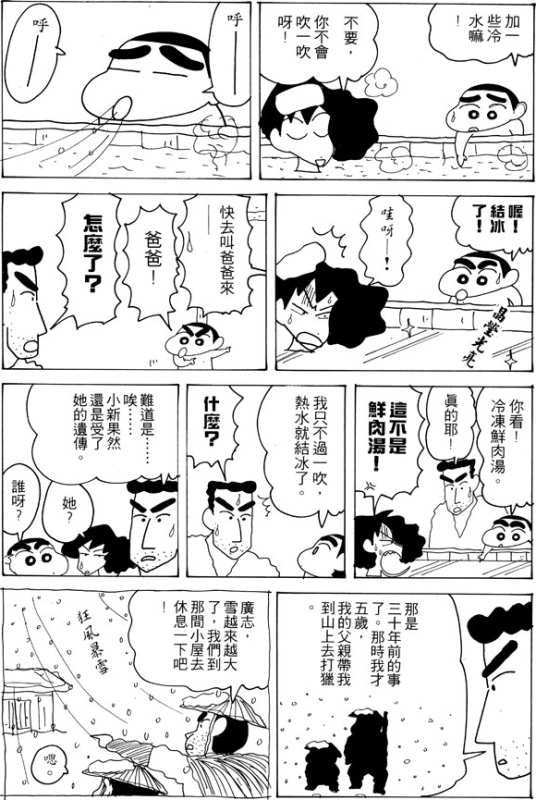 加一
些冷
水嘛
!
不要,
你不會
吹一吹
呀!
呼——
呼——
喔!
結冰
了!
晶瑩光亮
哇呀——!
快去叫爸爸來
——
爸爸!
怎麼了?
你看!
冷凍鮮肉湯。
真的耶!
這不是
鮮肉湯!
我只不過一吹,
熱水就結冰了。
什麼?
難道是……
唉……
小新果然
還是受了
她的遺傳。
她?
誰呀?
那是
三十年前的事
了。那時我才
五歲,
我的父親帶我
到山上去打獵
廣志,
雪越來越大
了,我們到
那間小屋去
休息一下吧
!
狂風暴雪
嗯。